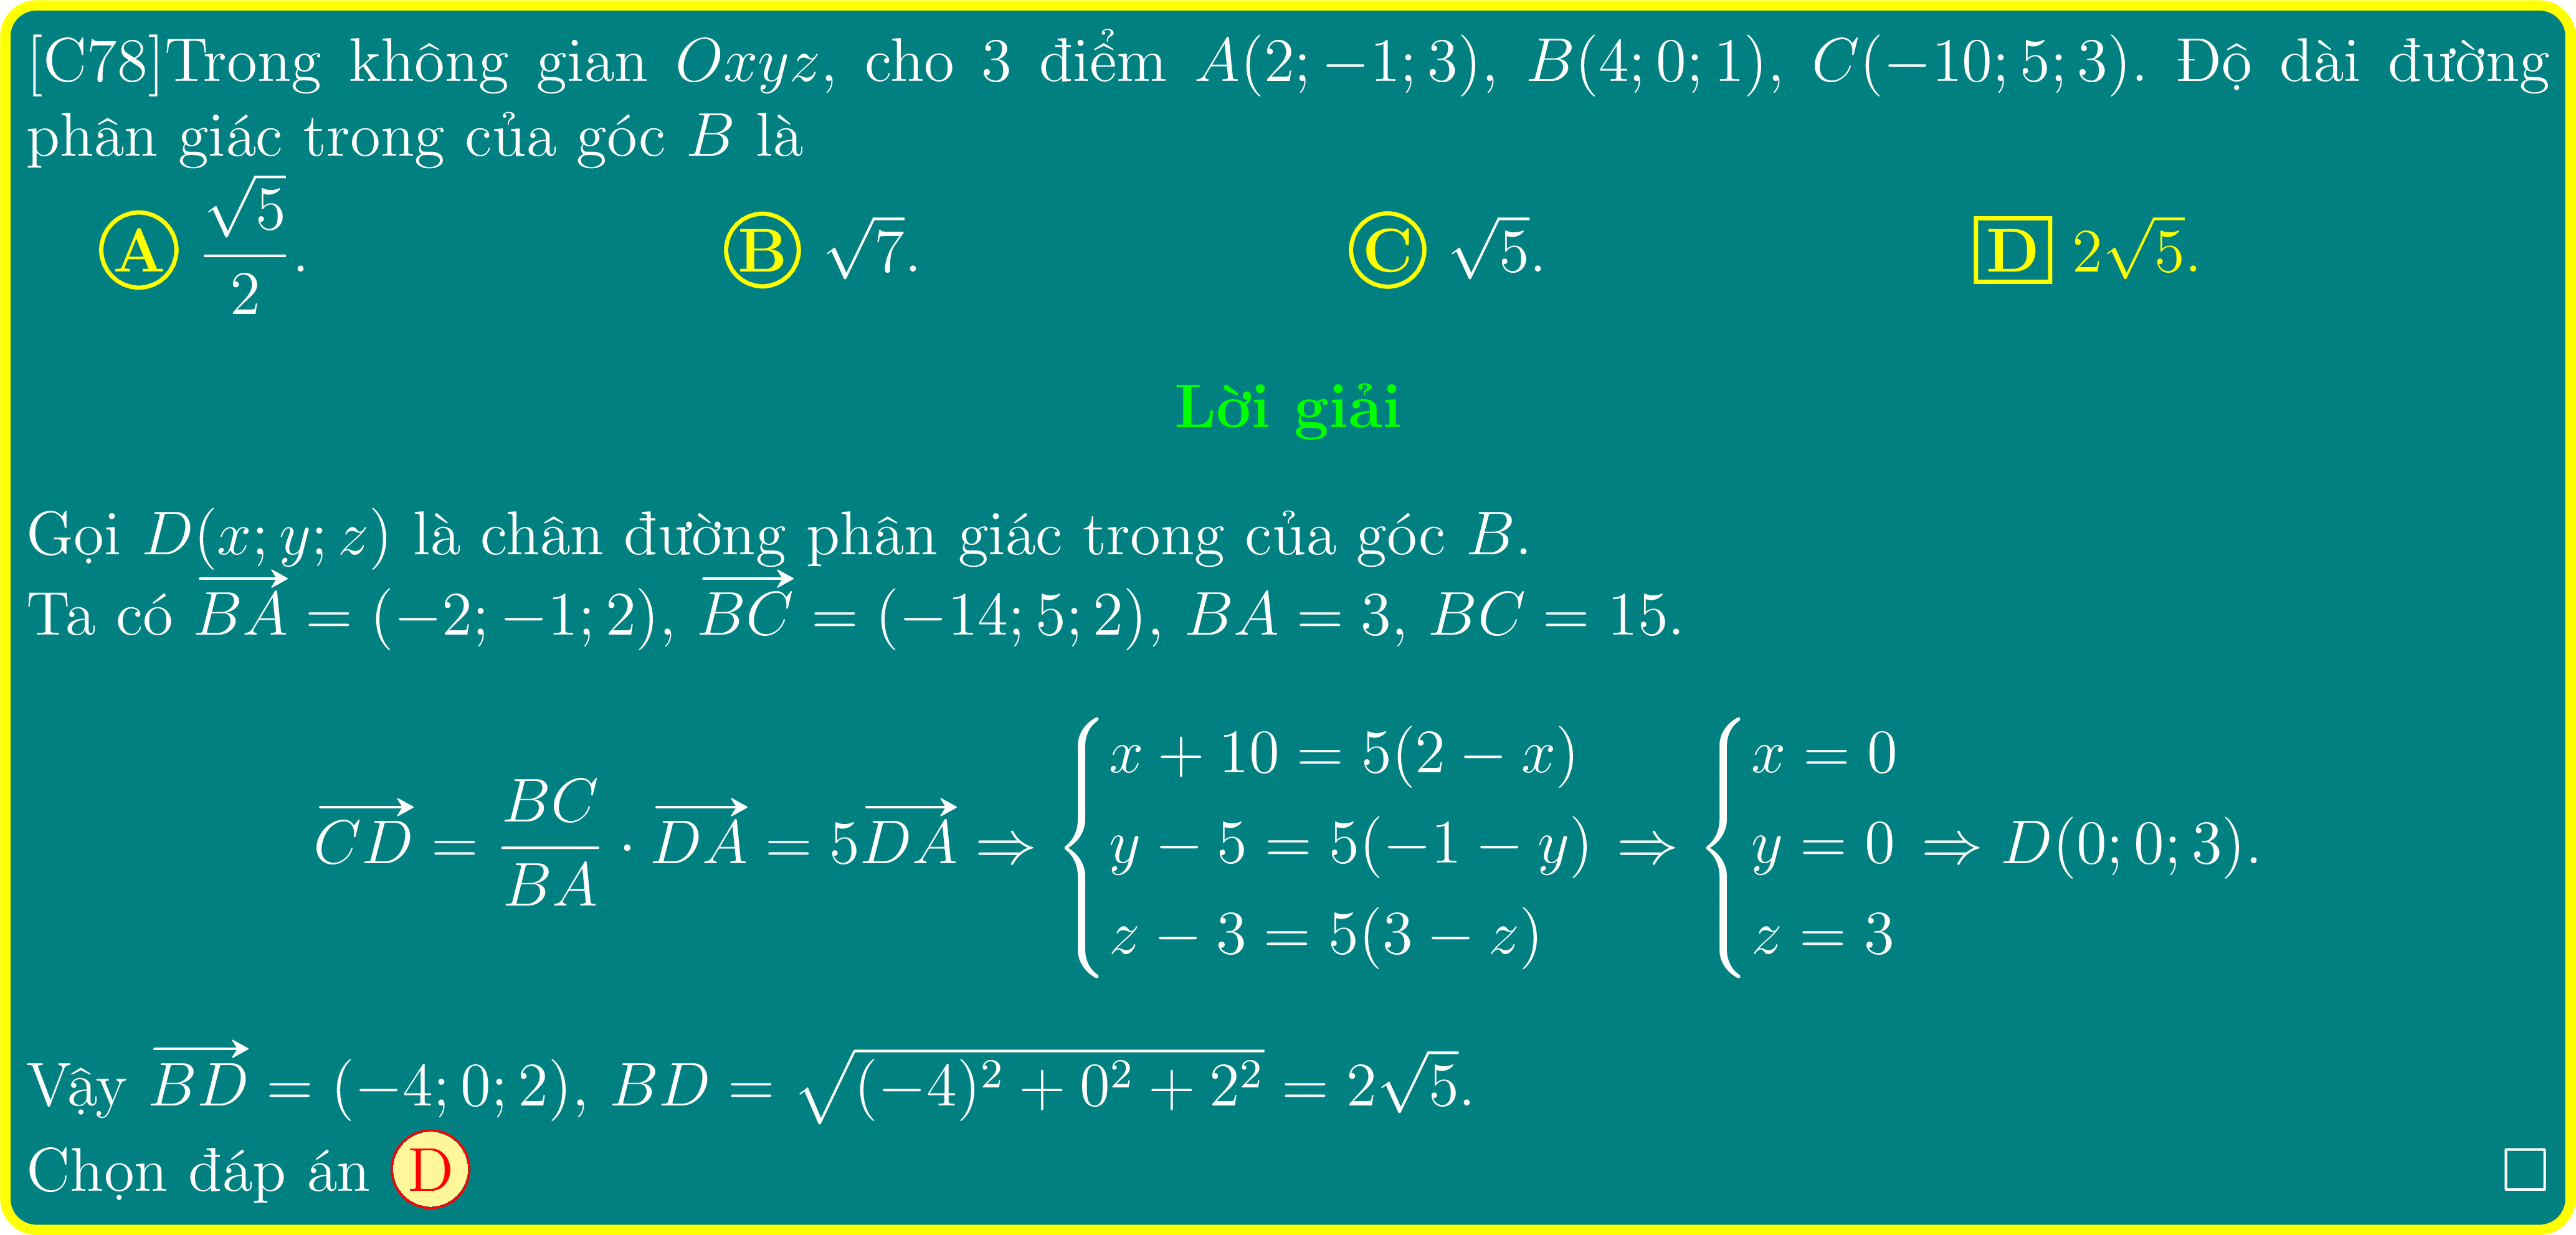 [C78]Trong không gian $Oxyz$, cho 3 điểm $A(2;-1;3)$, $B(4;0;1)$, $C(-10;5;3)$. Độ dài đường
phân giác trong của góc $B$ là
A $\dfrac{\sqrt{5}}{2}$. B $\sqrt{7}$. C $\sqrt{5}$. D $2\sqrt{5}$.
Lời giải
Gọi $D(x;y;z)$ là chân đường phân giác trong của góc $B$.
Ta có $\overrightarrow{BA}=(-2;-1;2)$, $\overrightarrow{BC}=(-14;5;2)$, $BA=3$, $BC=15$.
$\overrightarrow{CD}=\dfrac{BC}{BA}\cdot\overrightarrow{DA}=5\overrightarrow{DA}\Rightarrow\begin{cases}x+10=5(2-x)\\y-5=5(-1-y)\\z-3=5(3-z)\end{cases}\Rightarrow\begin{cases}x=0\\y=0\\z=3\end{cases}\Rightarrow D(0;0;3).$
Vậy $\overrightarrow{BD}=(-4;0;2)$, $BD=\sqrt{(-4)^2+0^2+2^2}=2\sqrt{5}$.
Chọn đáp án D □